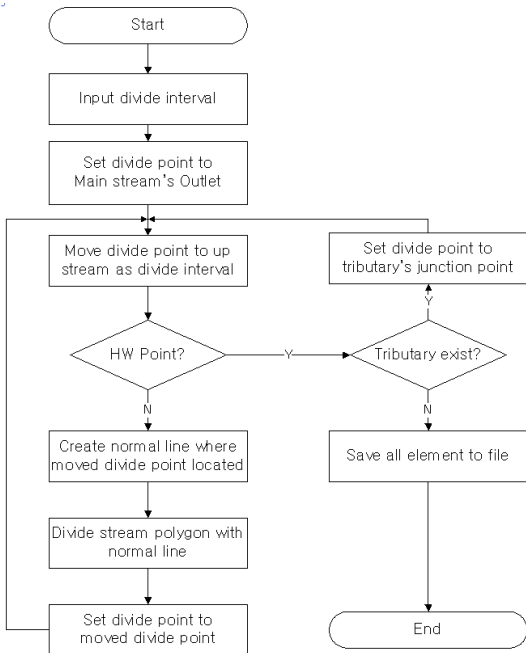 Start
Input divide interval
Set divide point to
Main stream's Outlet
Move divide point to up
stream as divide interval
Set divide point to
tributary's junction point
Y
HW Point?
Y
Tributary exist?
N
N
Create normal line where
moved divide point located
Save all element to file
Divide stream polygon with
normal line
Set divide point to
moved divide point
End